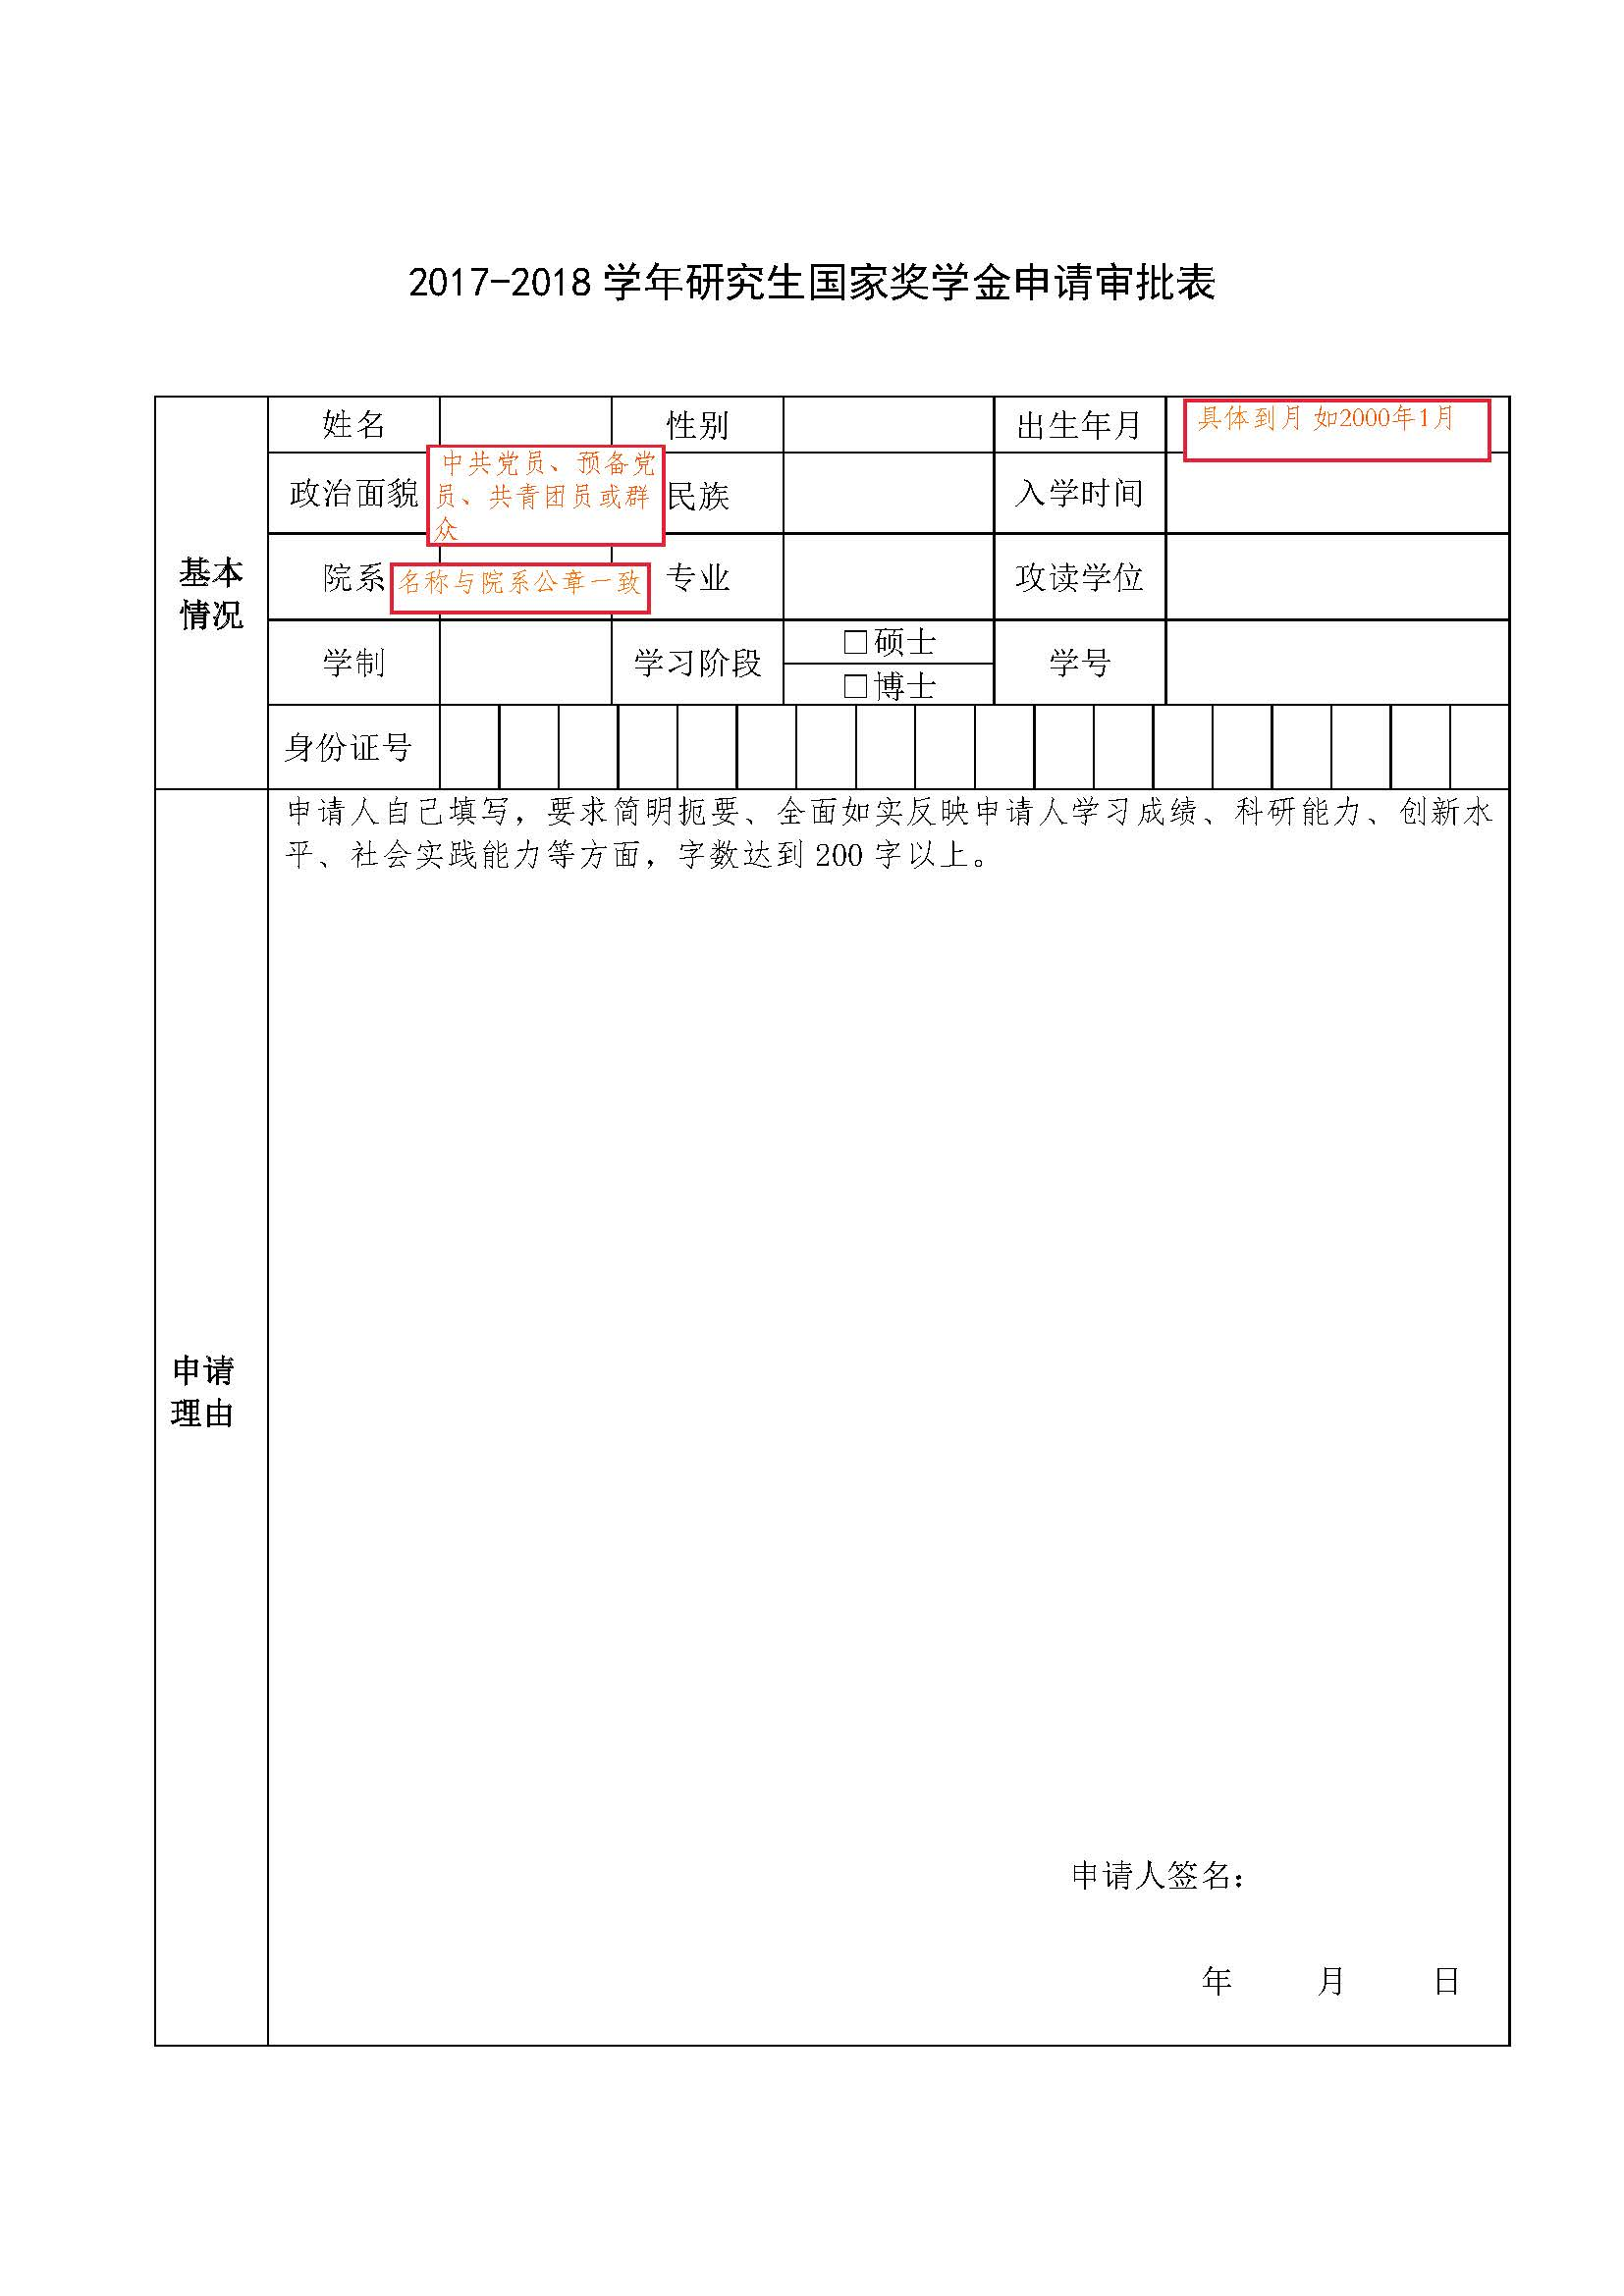 2017-2018 学年研究生国家奖学金申请审批表
姓名 性别 出生年月 具体到月 如2000年1月
政治面貌 中共党员、预备党
员、共青团员或群
众
民族 入学时间
基本
情况
院系 名称与院系公章一致 专业 攻读学位
学制 学习阶段 □硕士
□博士
学号
身份证号
申请人自己填写，要求简明扼要、全面如实反映申请人学习成绩、科研能力、创新水
平、社会实践能力等方面，字数达到 200 字以上。
申请
理由
申请人签名：
年 月 日